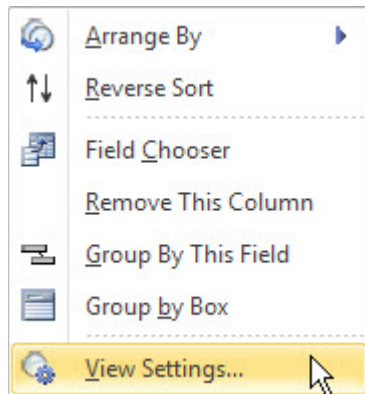 Arrange By
Reverse Sort
Field Chooser
Remove This Column
Group By This Field
Group by Box
View Settings...